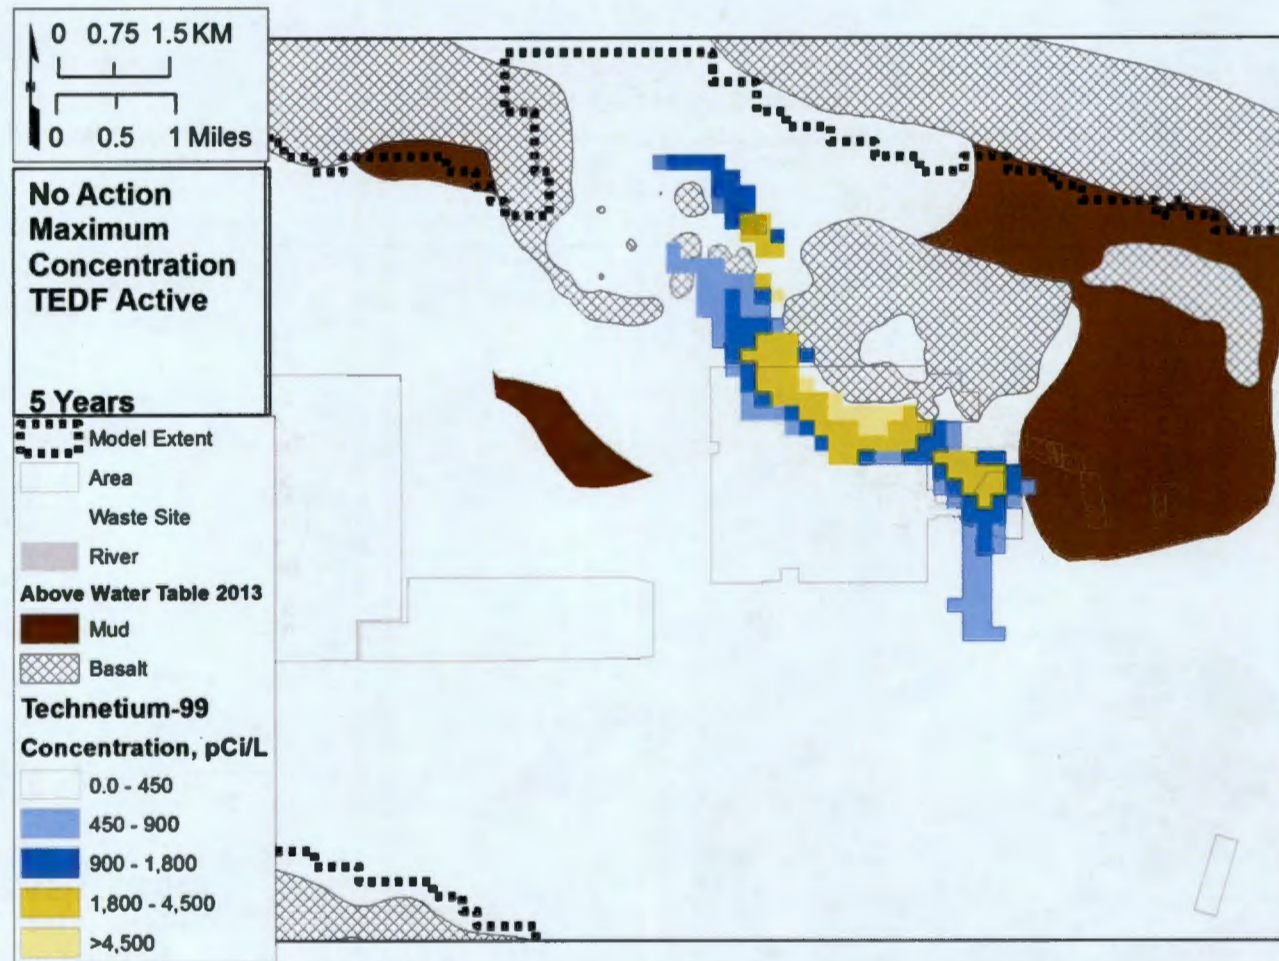 0 0.75 1.5 KM
N
0 0.5 1 Miles
No Action
Maximum
Concentration
TEDF Active
5 Years
Model Extent
Area
Waste Site
River
Above Water Table 2013
Mud
Basalt
Technetium-99
Concentration, pCi/L
0.0 - 450
450 - 900
900 - 1,800
1,800 - 4,500
>4,500